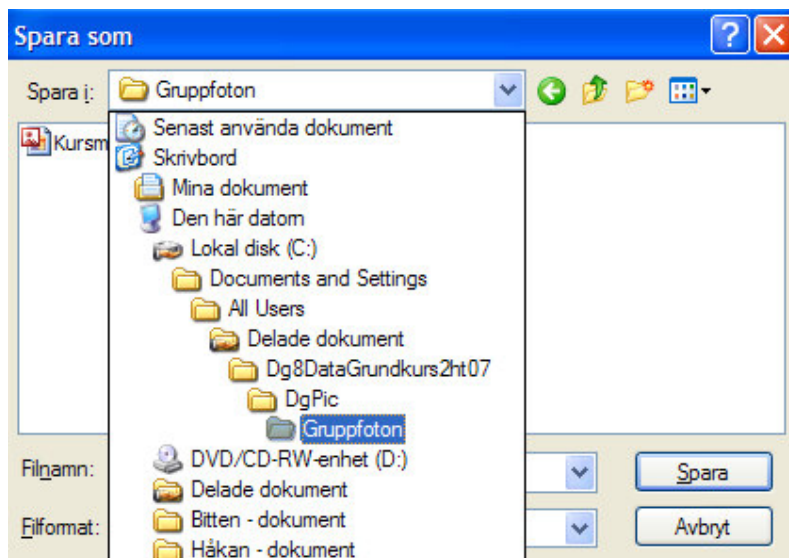 Spara som
Spara i: Gruppfoton
Kursm
Senast använda dokument
Skrivbord
Mina dokument
Den här datorn
Lokal disk (C:)
Documents and Settings
All Users
Delade dokument
Dg8DataGrundkurs2ht07
DgPic
Gruppfoton
DVD/CD-RW-enhet (D:)
Delade dokument
Bitten - dokument
Håkan - dokument
Filnamn:
Spara
Filformat:
Avbryt